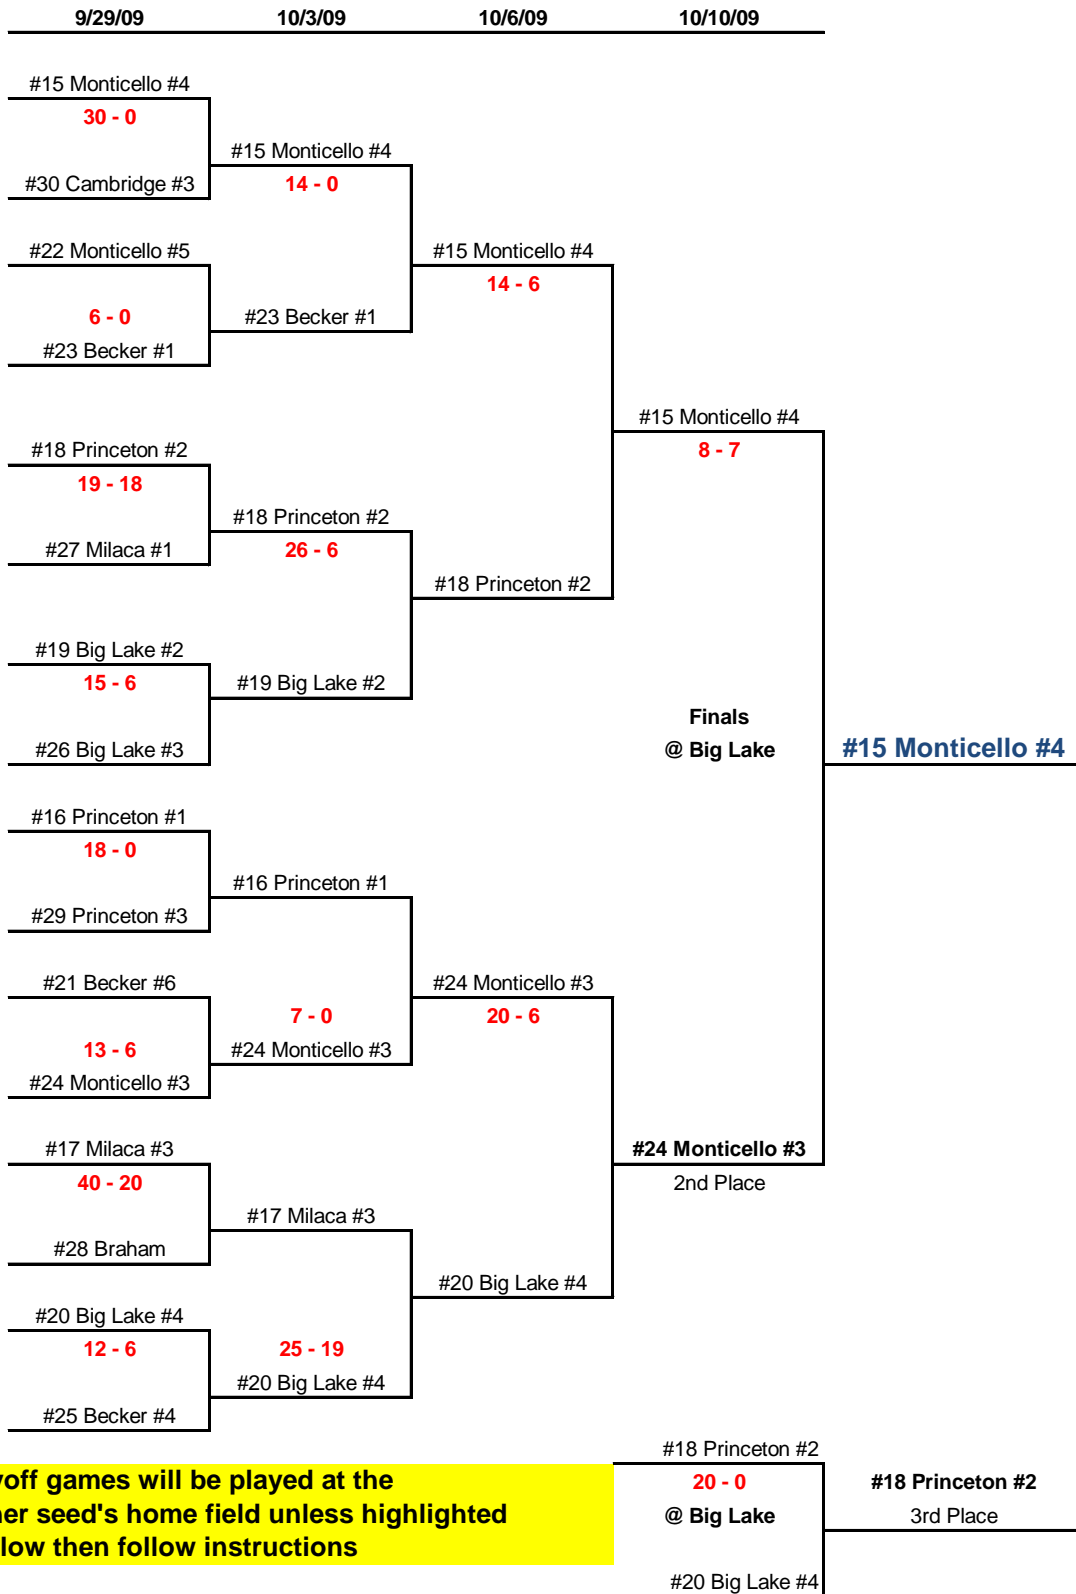 9/29/09 10/3/09 10/6/09 10/10/09
#15 Monticello #4
30 - 0
#15 Monticello #4
#30 Cambridge #3 14 - 0
#22 Monticello #5 #15 Monticello #4
14 - 6
6 - 0 #23 Becker #1
#23 Becker #1
#15 Monticello #4
#18 Princeton #2 8 - 7
19 - 18
#18 Princeton #2
#27 Milaca #1 26 - 6
#18 Princeton #2
#19 Big Lake #2
15 - 6 #19 Big Lake #2
Finals
#26 Big Lake #3 @ Big Lake #15 Monticello #4
#16 Princeton #1
18 - 0
#16 Princeton #1
#29 Princeton #3
#21 Becker #6 #24 Monticello #3
7 - 0 20 - 6
13 - 6 #24 Monticello #3
#24 Monticello #3
#17 Milaca #3 #24 Monticello #3
40 - 20 2nd Place
#17 Milaca #3
#28 Braham
#20 Big Lake #4
#20 Big Lake #4
12 - 6 25 - 19
#20 Big Lake #4
#25 Becker #4
#18 Princeton #2
yoff games will be played at the 20 - 0 #18 Princeton #2
her seed's home field unless highlighted @ Big Lake 3rd Place
low then follow instructions
#20 Big Lake #4